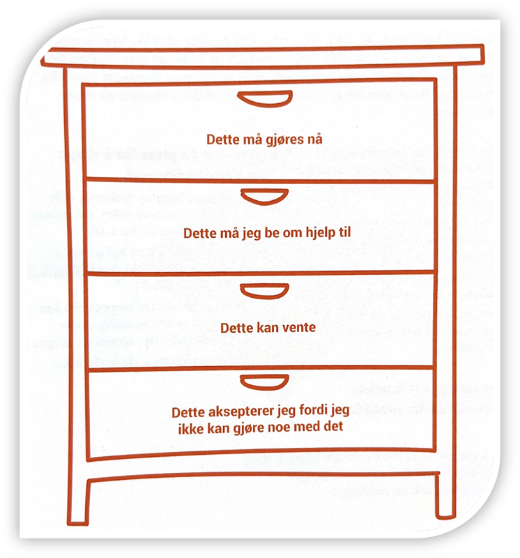 Dette må gjøres nå
Dette må jeg be om hjelp til
Dette kan vente
Dette aksepterer jeg fordi jeg
ikke kan gjøre noe med det